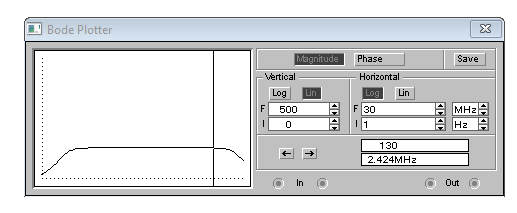 Bode Plotter
Magnitude Phase Save
Vertical Horizontal
Log Lin Log Lin
F 500 F 30 MHz
I 0 I 1 Hz
130
2.424MHz
In Out